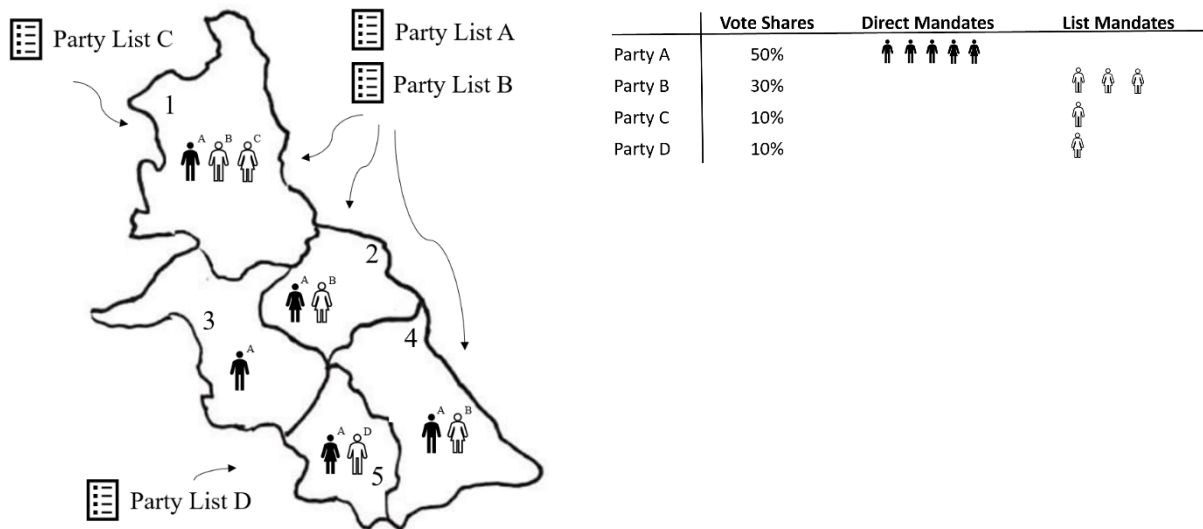 Party List C
Party List A
Party List B
1
A B C
2
A B
3
4
A
A B
A D
5
Party List D
Vote Shares Direct Mandates List Mandates
Party A 50%
Party B 30%
Party C 10%
Party D 10%